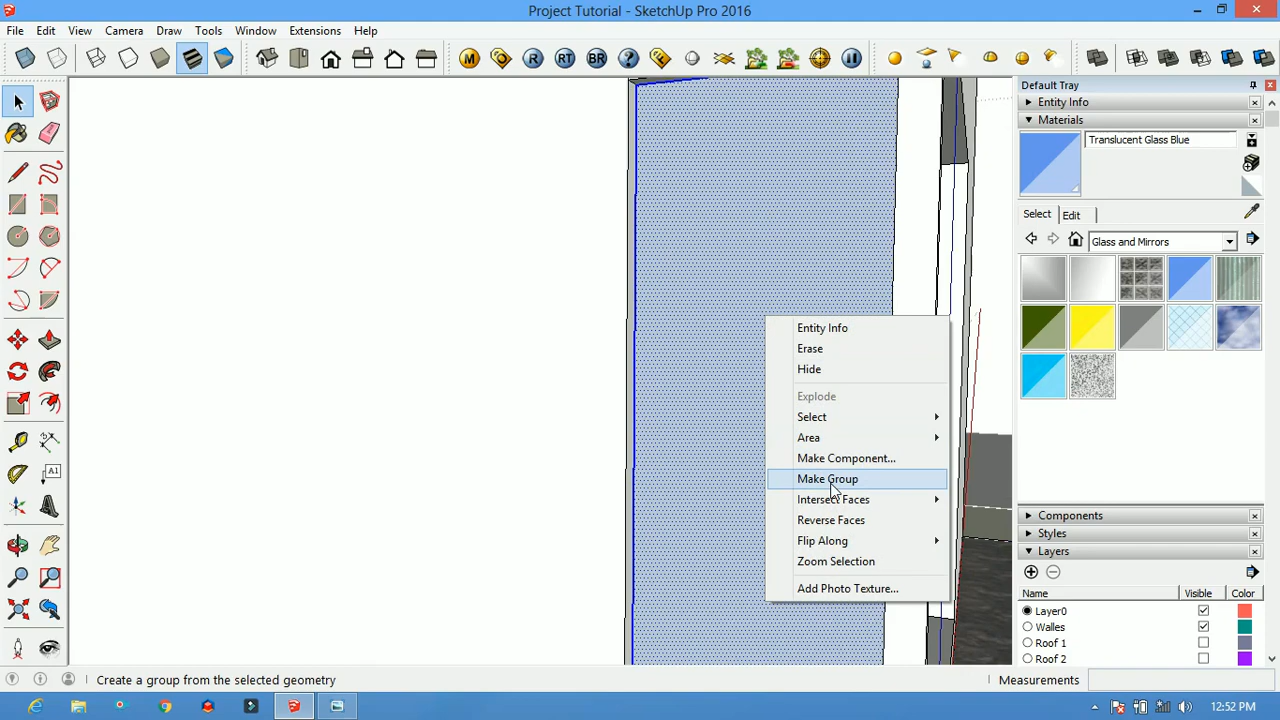 Project Tutorial - SketchUp Pro 2016
File Edit View Camera Draw Tools Window Extensions Help
M R RT BR ?
Default Tray
Entity Info
Materials
Translucent Glass Blue
Select Edit
Glass and Mirrors
Entity Info
Erase
Hide
Explode
Select
Area
Make Component...
Make Group
Intersect Faces
Reverse Faces
Flip Along
Zoom Selection
Add Photo Texture...
A1
Components
Styles
Layers
Name Visible Color
Layer0
Walles
Roof 1
Roof 2
Create a group from the selected geometry
Measurements
12:52 PM